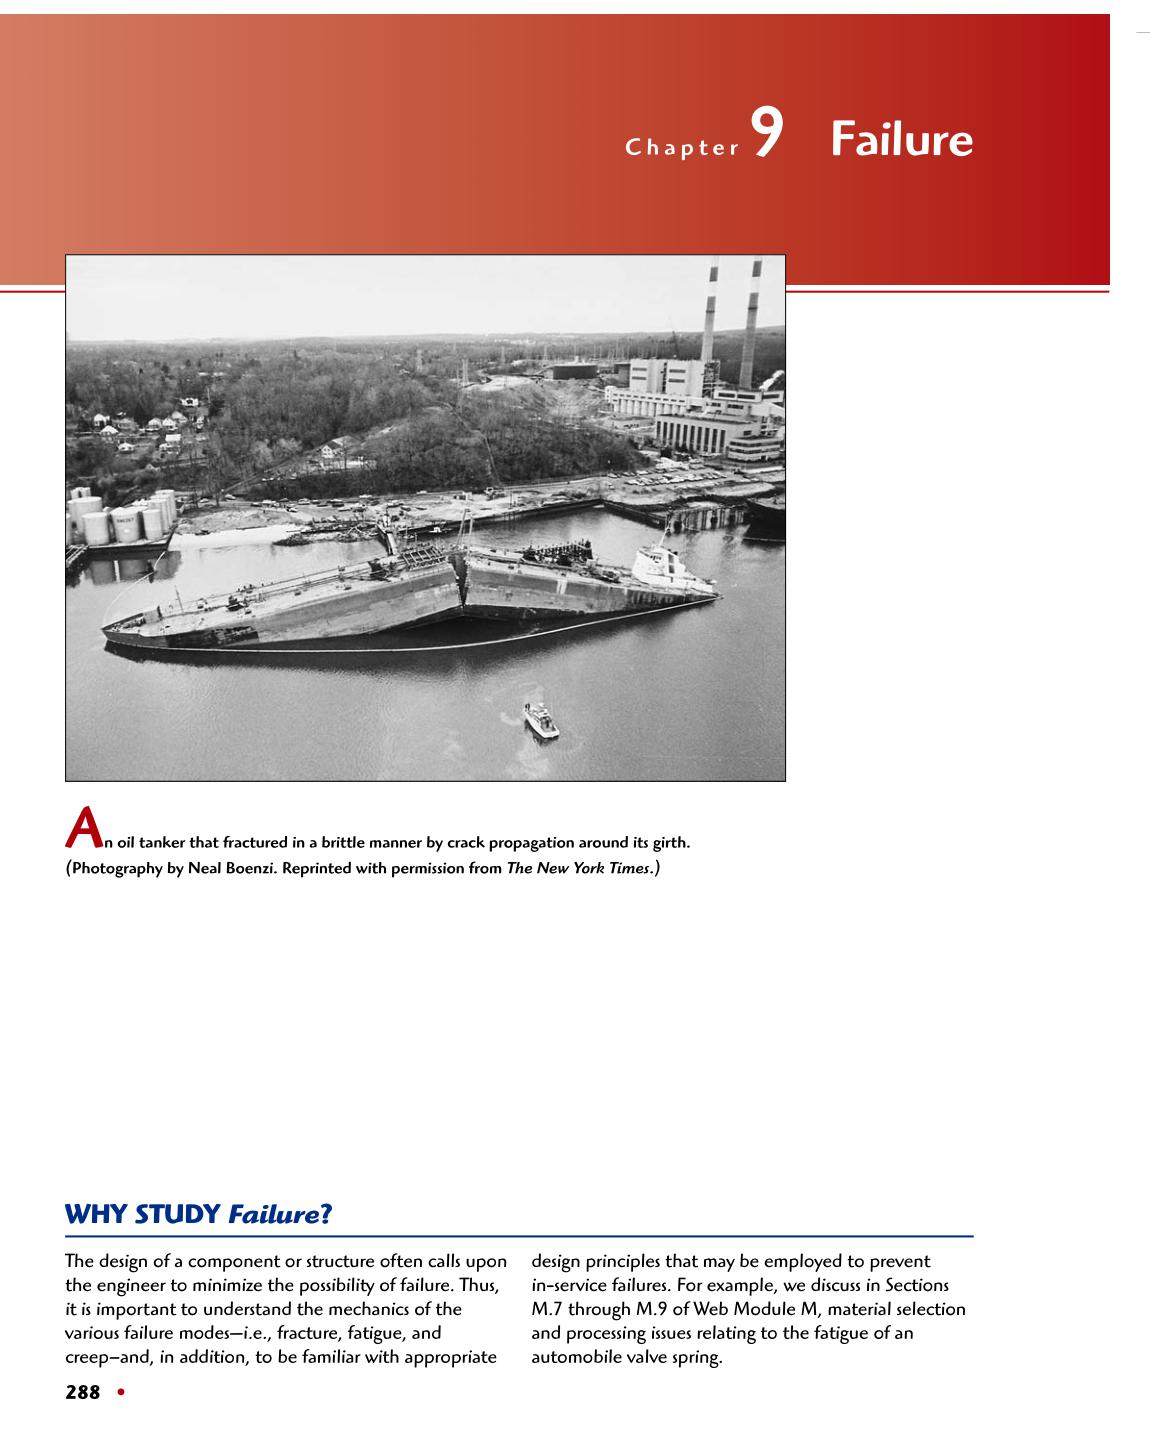 Chapter 9 Failure
An oil tanker that fractured in a brittle manner by crack propagation around its girth.
(Photography by Neal Boenzi. Reprinted with permission from The New York Times.)
WHY STUDY Failure?
The design of a component or structure often calls upon
the engineer to minimize the possibility of failure. Thus,
it is important to understand the mechanics of the
various failure modes—i.e., fracture, fatigue, and
creep—and, in addition, to be familiar with appropriate
design principles that may be employed to prevent
in-service failures. For example, we discuss in Sections
M.7 through M.9 of Web Module M, material selection
and processing issues relating to the fatigue of an
automobile valve spring.
288 •